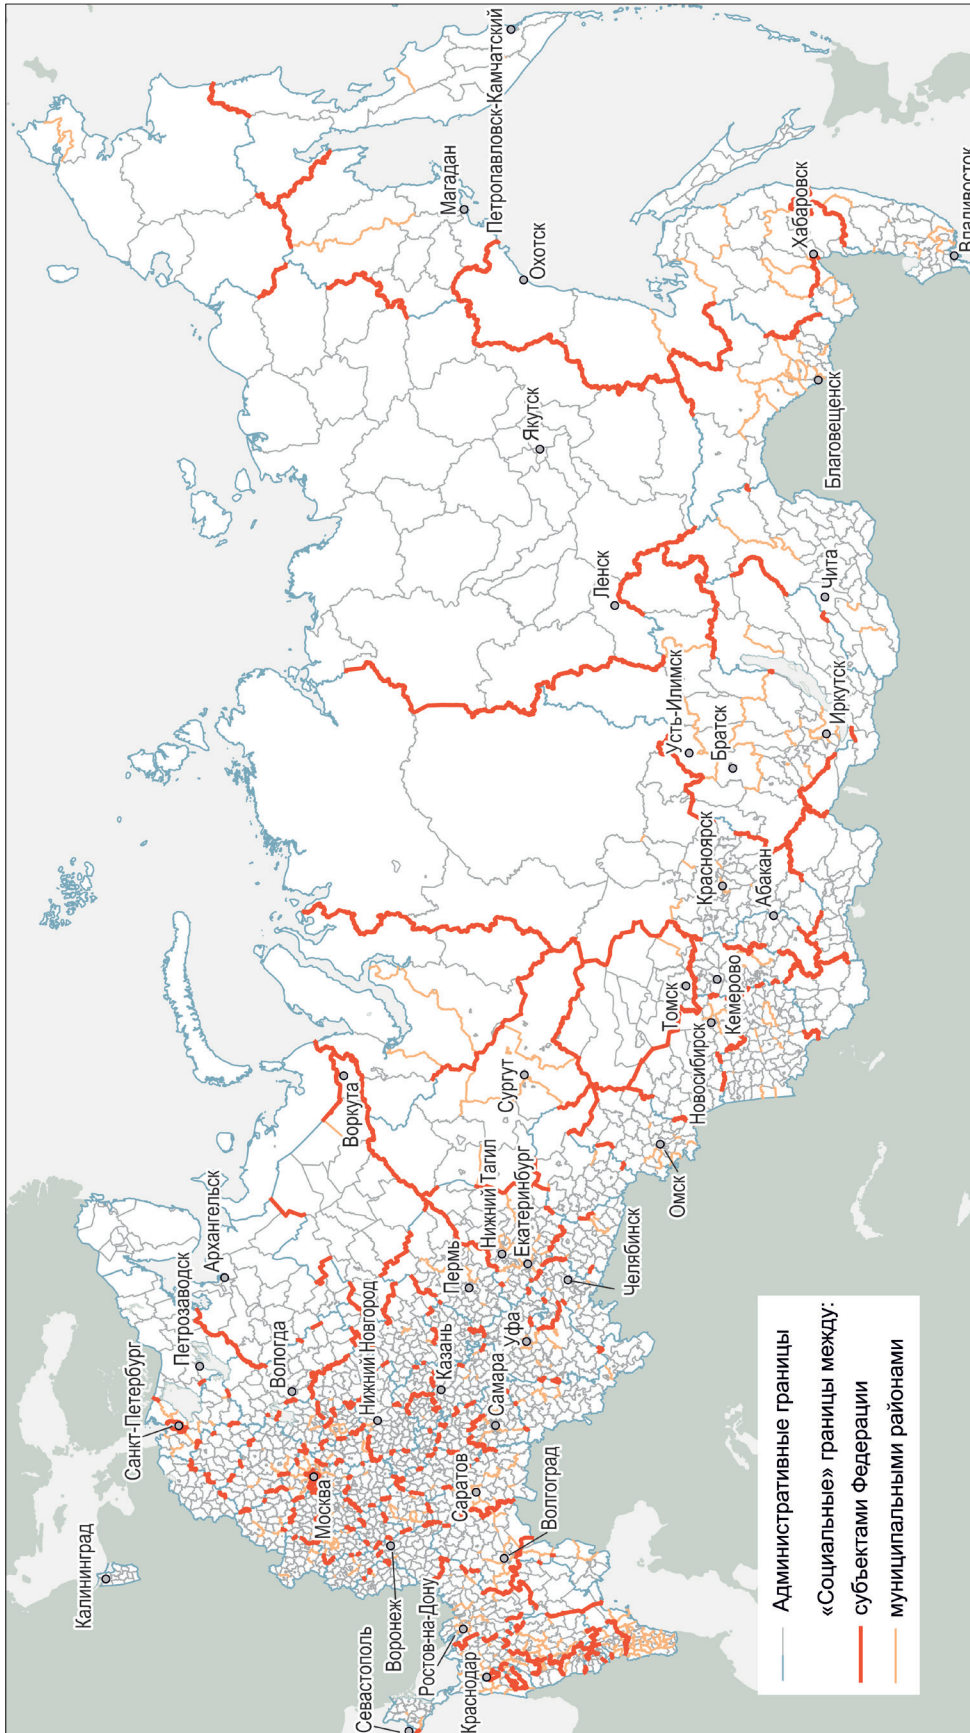 Калининград
Санкт-Петербург
Петрозаводск
Архангельск
Вологда
Воркута
Москва
Нижний Новгород
Пермь
Нижний Тагил
Екатеринбург
Сургут
Казань
Уфа
Челябинск
Самара
Саратов
Воронеж
Волгоград
Севастополь
Ростов-на-Дону
Краснодар
Омск
Томск
Новосибирск
Кемерово
Красноярск
Абакан
Усть-Илимск
Братск
Иркутск
Ленск
Чита
Якутск
Магадан
Петропавловск-Камчатский
Охотск
Благовещенск
Хабаровск
Владивосток
Административные границы
«Социальные» границы между:
субъектами Федерации
муниципальными районами